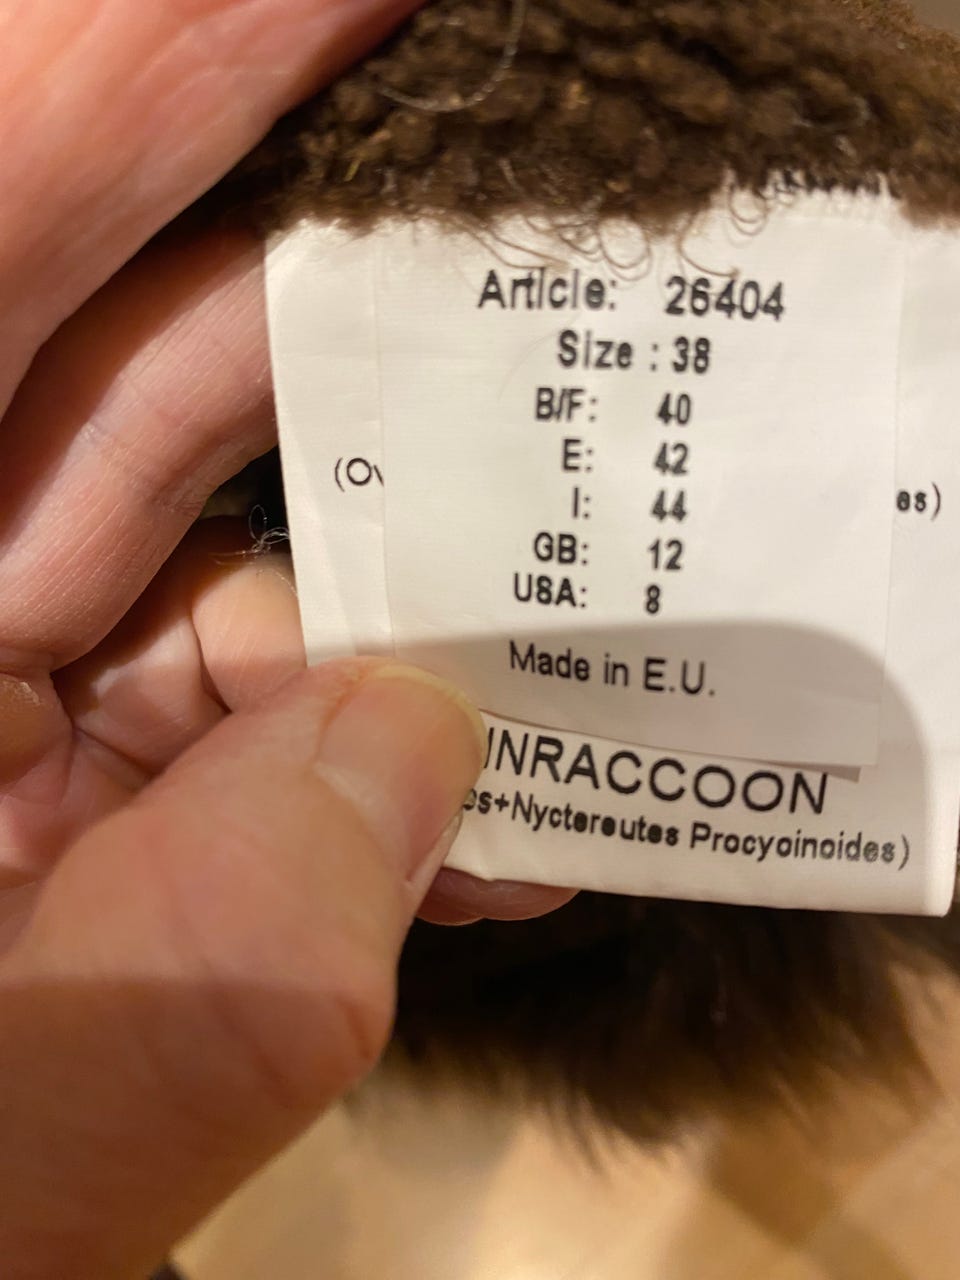 Article: 26404
Size : 38
B/F: 40
E: 42
(Ov es)
I: 44
GB: 12
USA: 8
Made in E.U.
INRACCOON
es+Nyctereutes Procyoinoides)